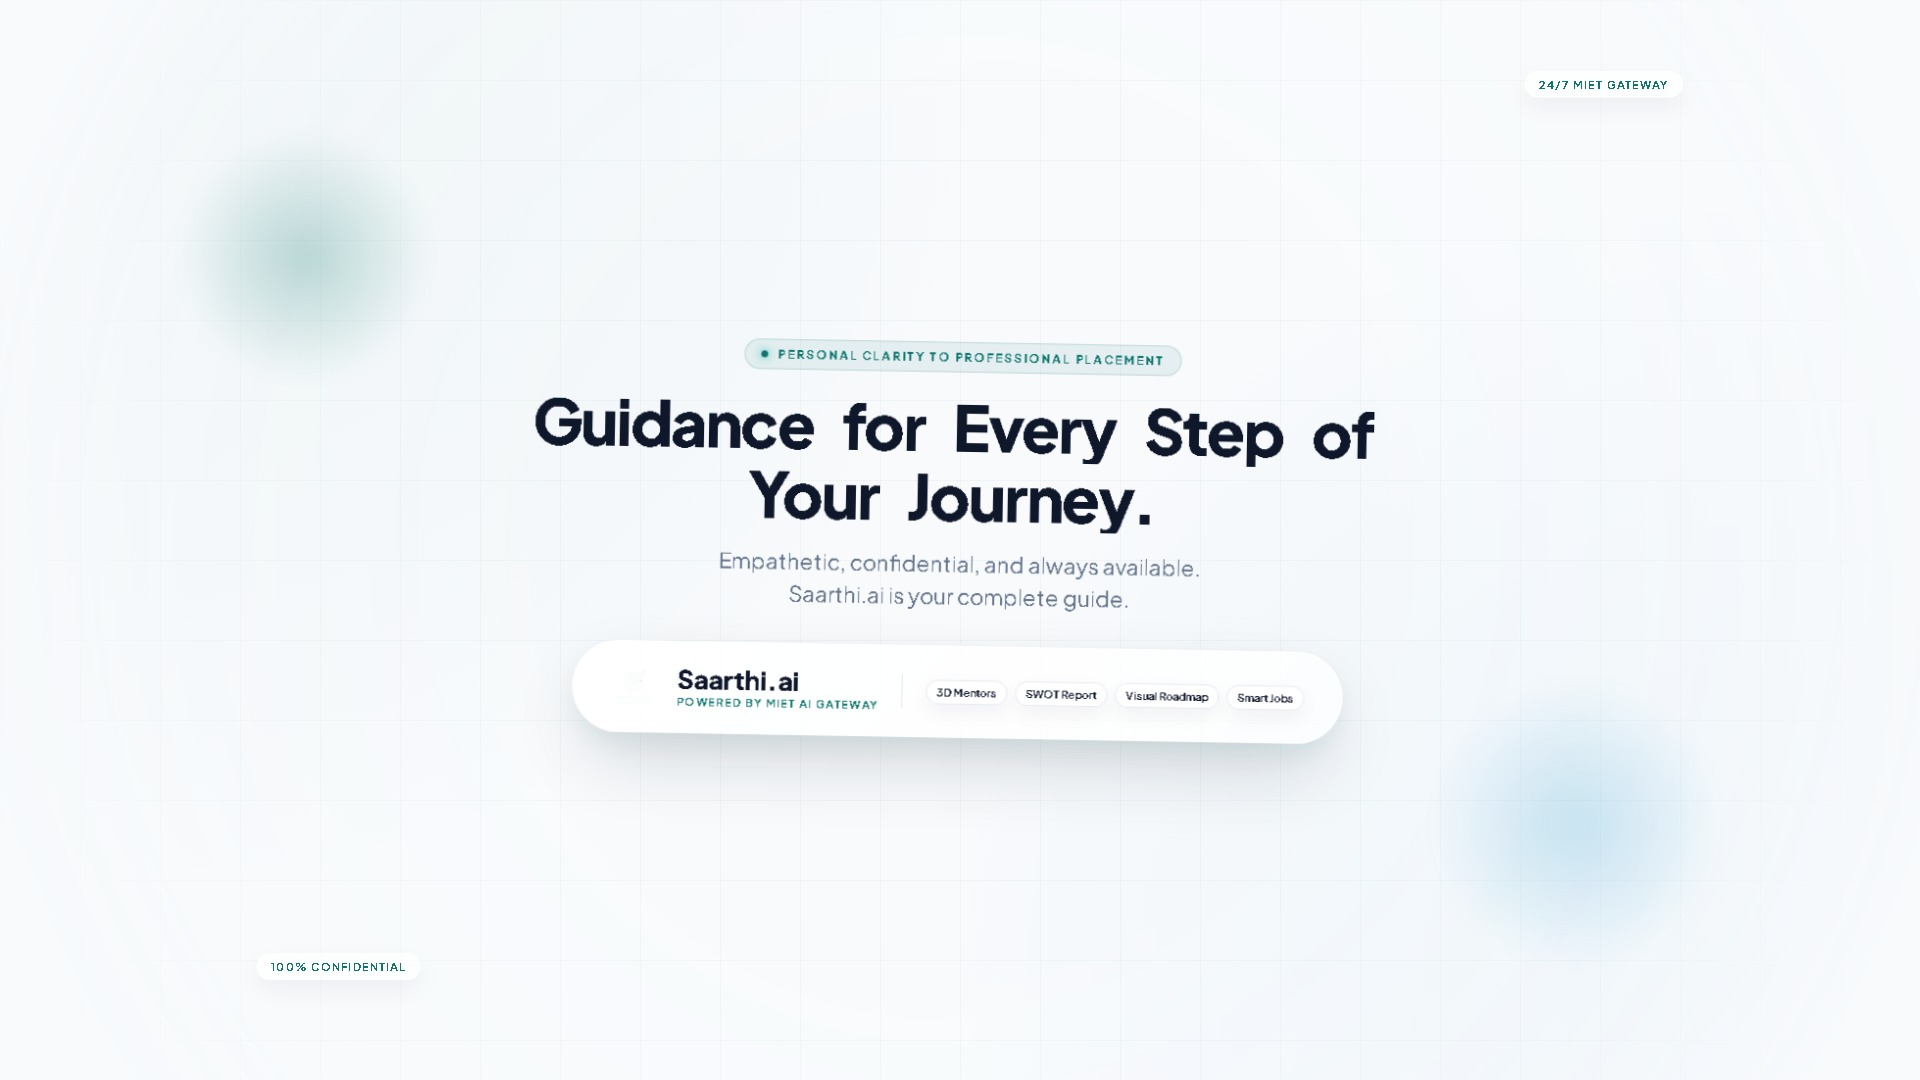 24/7 MIET GATEWAY
PERSONAL CLARITY TO PROFESSIONAL PLACEMENT
Guidance for Every Step of
Your Journey.
Empathetic, confidential, and always available.
Saarthi.ai is your complete guide.
Saarthi.ai
POWERED BY MIET AI GATEWAY
3D Mentors
SWOT Report
Visual Roadmap
Smart Jobs
100% CONFIDENTIAL